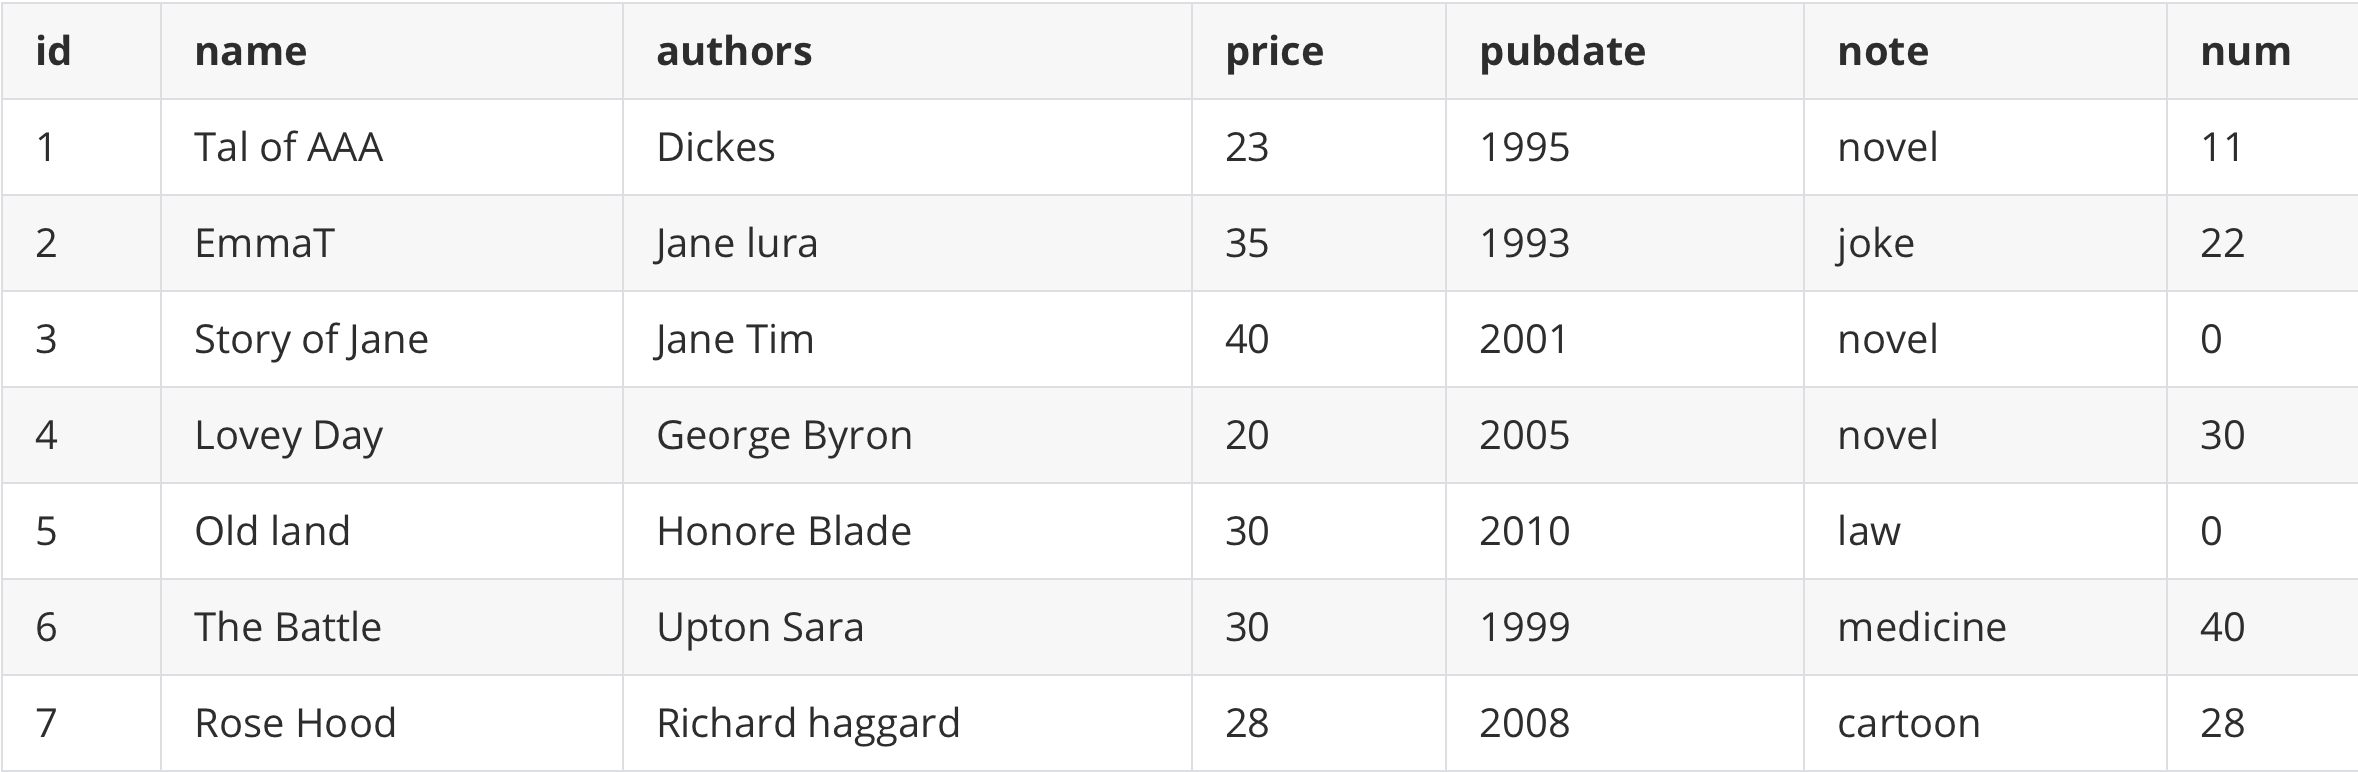 id name authors price pubdate note num
1 Tal of AAA Dickes 23 1995 novel 11
2 EmmaT Jane lura 35 1993 joke 22
3 Story of Jane Jane Tim 40 2001 novel 0
4 Lovey Day George Byron 20 2005 novel 30
5 Old land Honore Blade 30 2010 law 0
6 The Battle Upton Sara 30 1999 medicine 40
7 Rose Hood Richard haggard 28 2008 cartoon 28